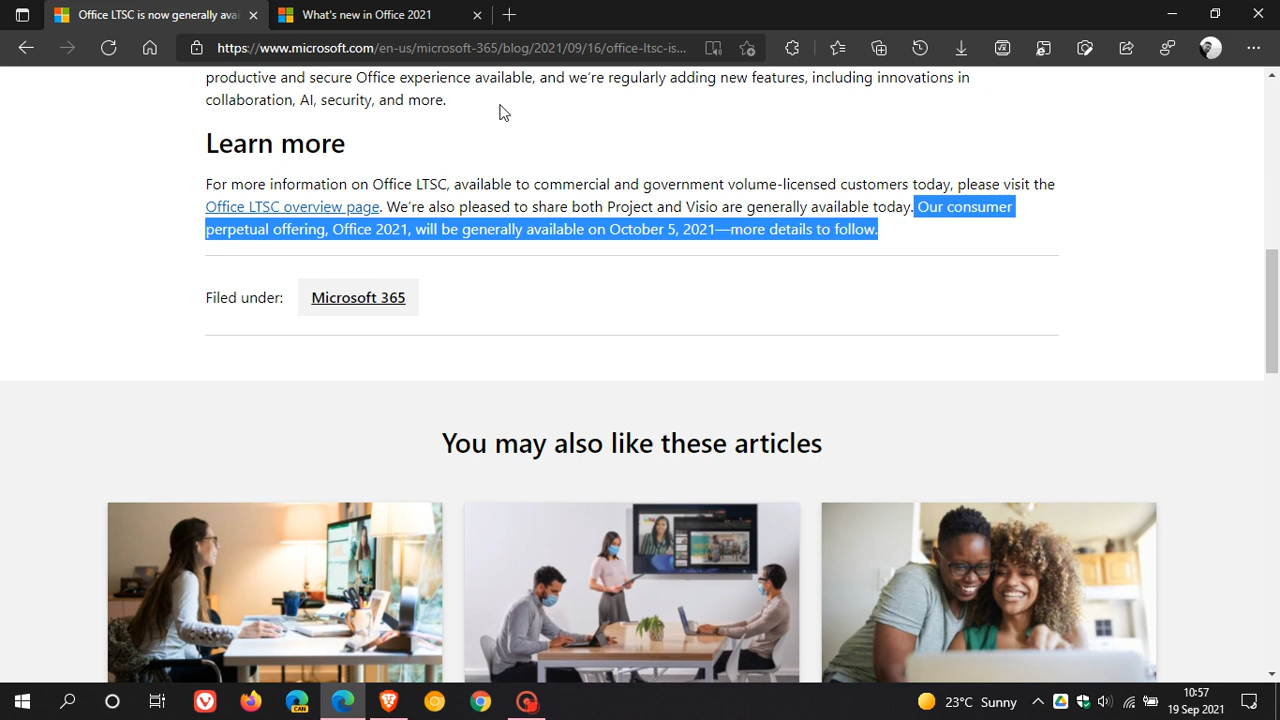 Office LTSC is now generally avai
What's new in Office 2021
https://www.microsoft.com/en-us/microsoft-365/blog/2021/09/16/office-ltsc-is...
productive and secure Office experience available, and we're regularly adding new features, including innovations in
collaboration, AI, security, and more.
Learn more
For more information on Office LTSC, available to commercial and government volume-licensed customers today, please visit the
Office LTSC overview page. We're also pleased to share both Project and Visio are generally available today. Our consumer
perpetual offering, Office 2021, will be generally available on October 5, 2021—more details to follow.
Filed under: Microsoft 365
You may also like these articles
CAN
23°C Sunny
10:57
19 Sep 2021